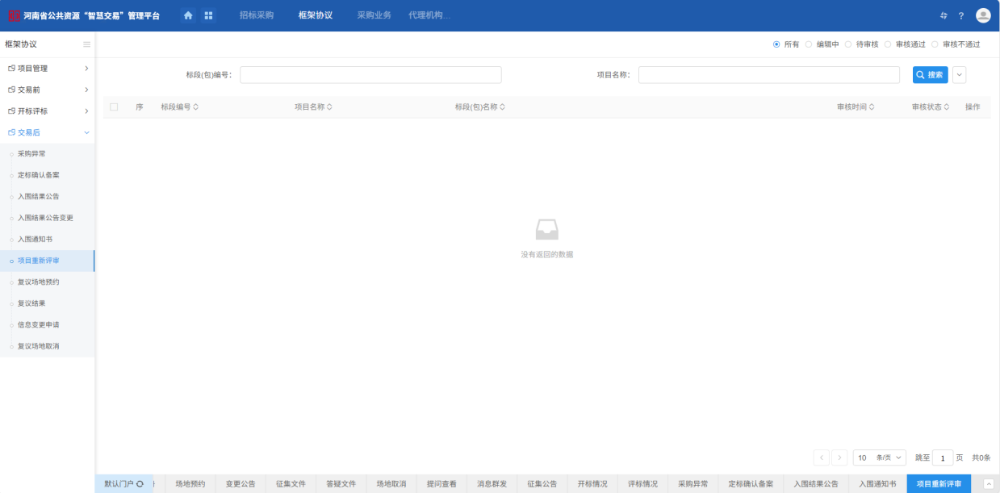 河南省公共资源“智慧交易”管理平台 招标采购 框架协议 采购业务 代理机构... ?
框架协议
所有 编辑中 待审核 审核通过 审核不通过
项目管理
交易前
开标评标
交易后
采购异常
定标确认备案
入围结果公告
入围结果公告变更
入围通知书
项目重新评审
复议场地预约
复议结果
信息变更申请
复议场地取消
标段(包)编号: 项目名称: 搜索
序 标段编号 项目名称 标段(包)名称 审核时间 审核状态 操作
没有返回的数据
10 条/页 跳至 1 页 共0条
默认门户 场地预约 变更公告 征集文件 答疑文件 场地取消 提问查看 消息群发 征集公告 开标情况 评标情况 采购异常 定标确认备案 入围结果公告 入围通知书 项目重新评审